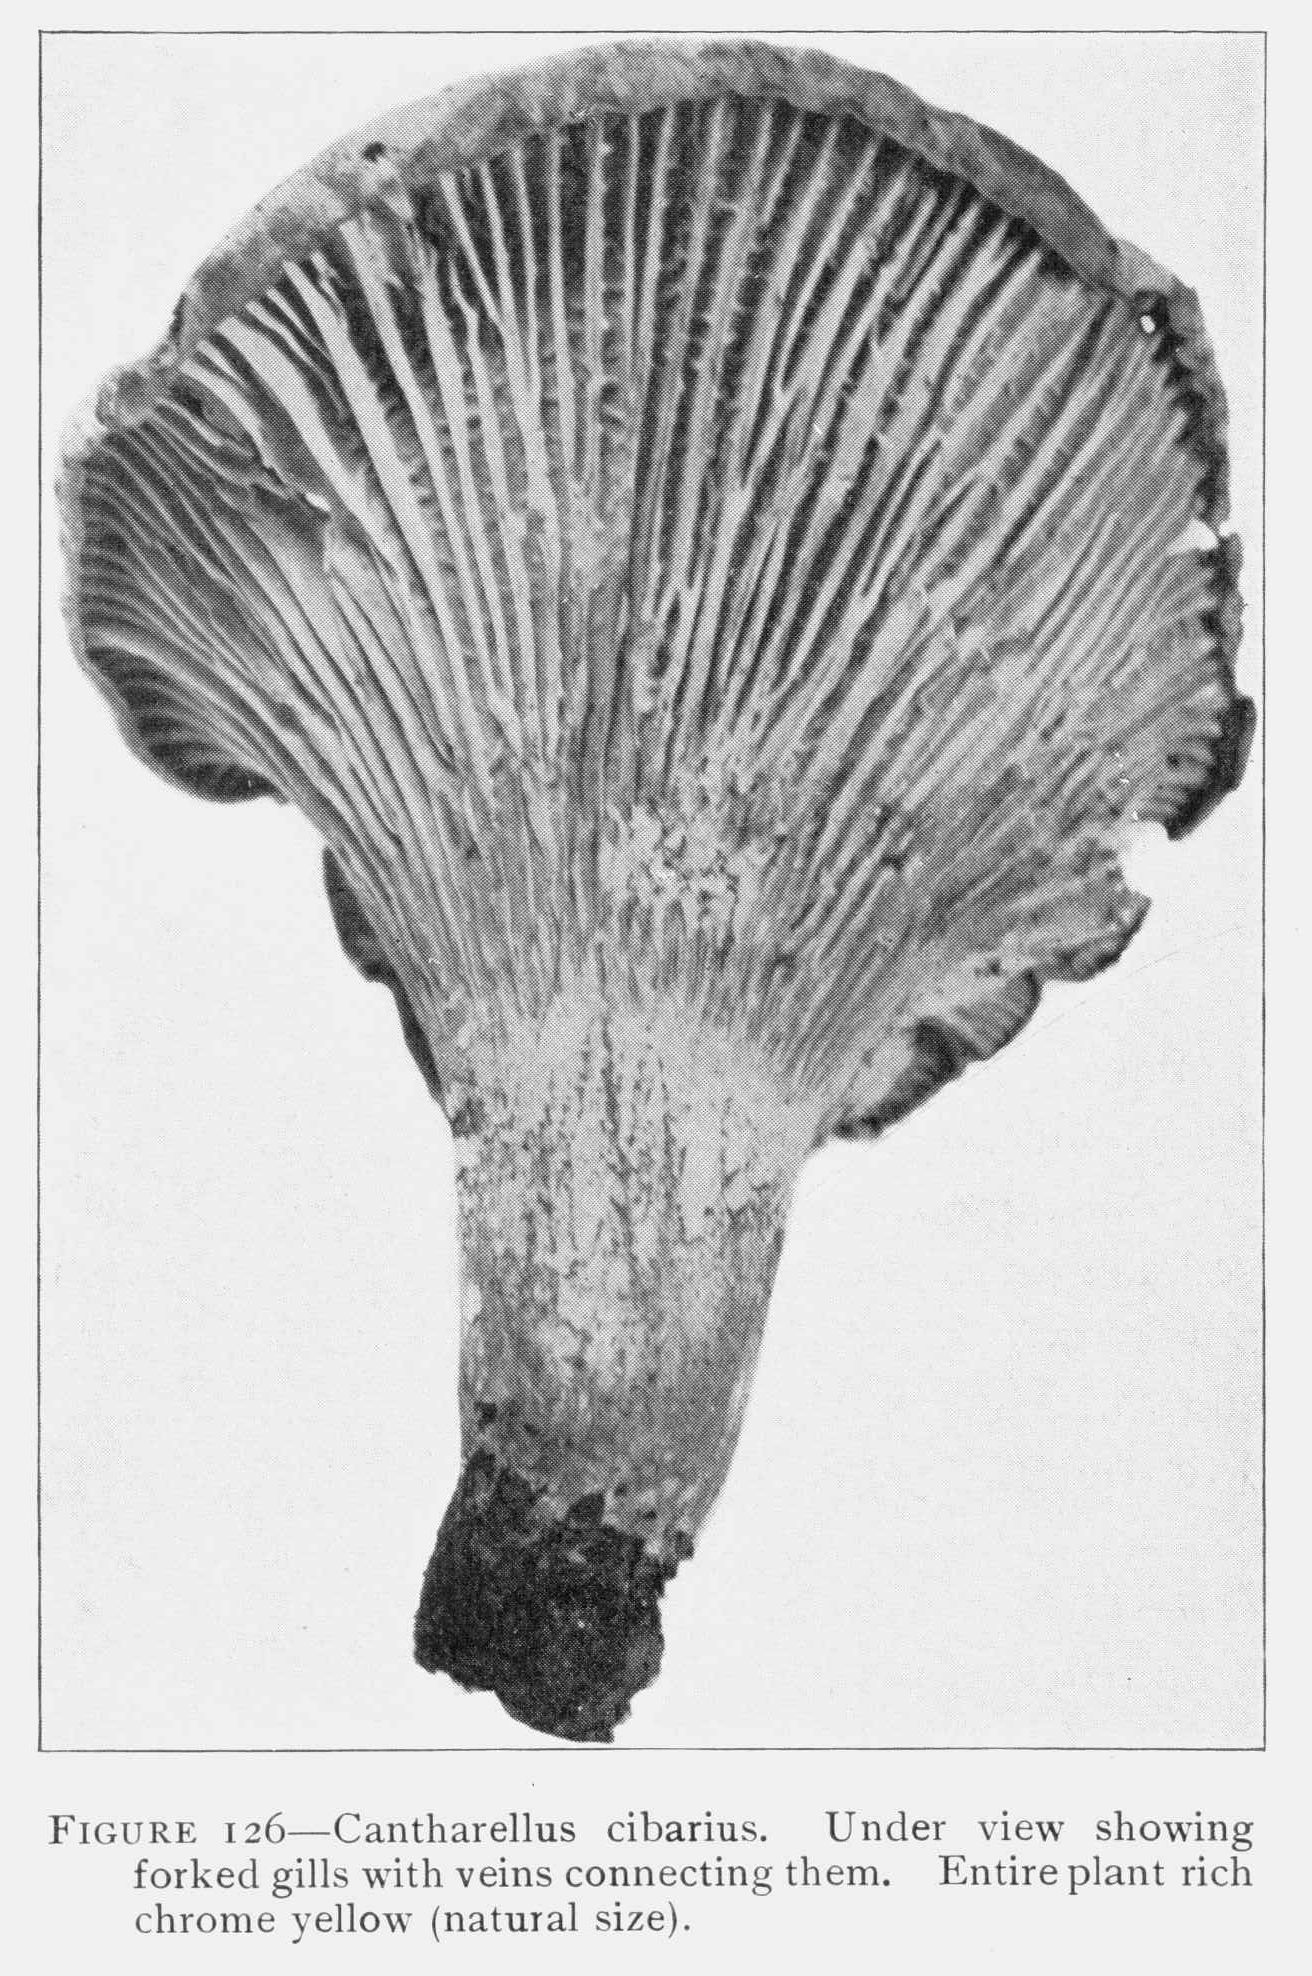 FIGURE 126—Cantharellus cibarius. Under view showing
forked gills with veins connecting them. Entire plant rich
chrome yellow (natural size).